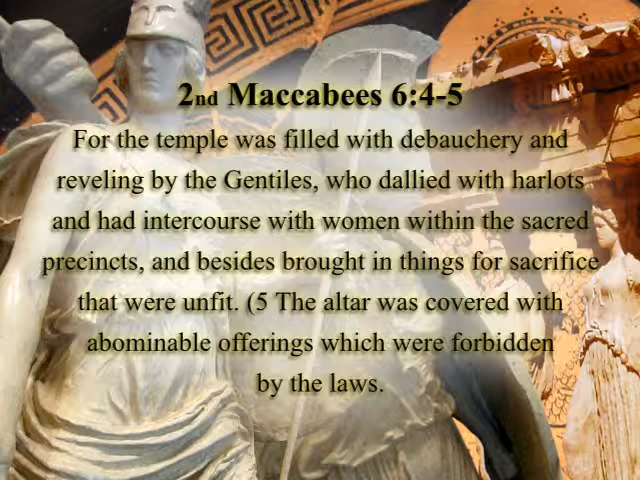 2nd Maccabees 6:4-5
For the temple was filled with debauchery and
reveling by the Gentiles, who dallied with harlots
and had intercourse with women within the sacred
precincts, and besides brought in things for sacrifice
that were unfit. (5 The altar was covered with
abominable offerings which were forbidden
by the laws.